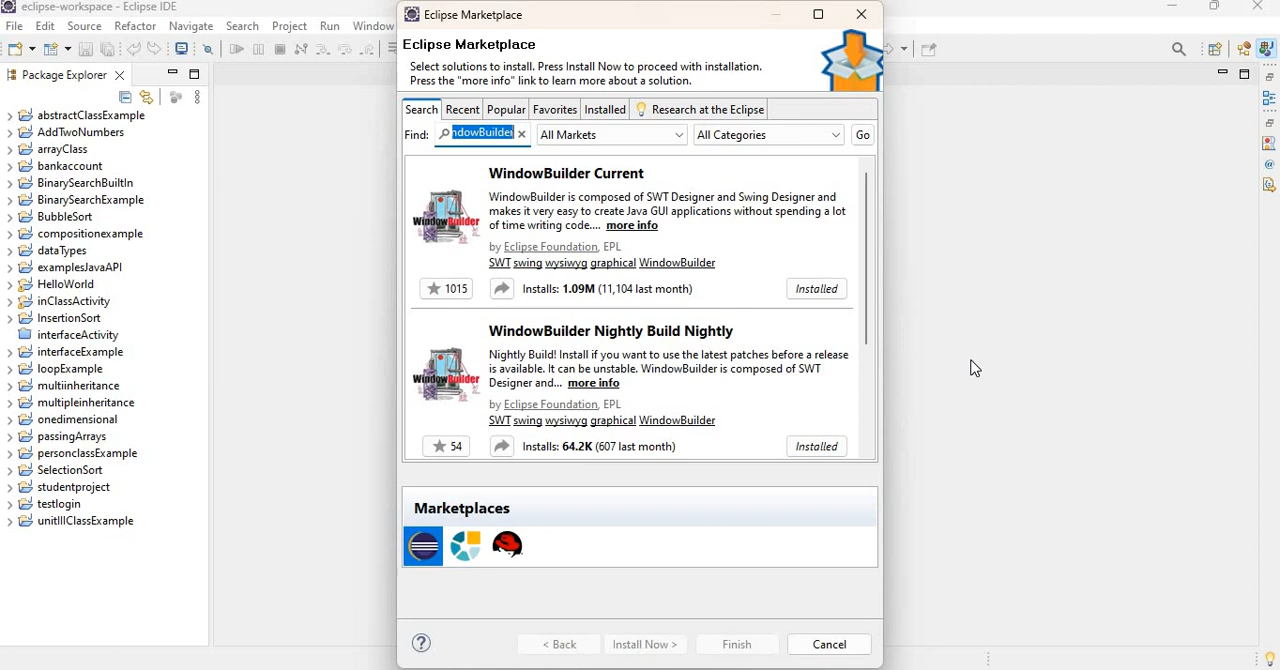 eclipse-workspace - Eclipse IDE
File Edit Source Refactor Navigate Search Project Run Window
Package Explorer
abstractClassExample
AddTwoNumbers
arrayClass
bankaccount
BinarySearchBuiltIn
BinarySearchExample
BubbleSort
compositionexample
dataTypes
examplesJavaAPI
HelloWorld
inClassActivity
InsertionSort
interfaceActivity
interfaceExample
loopExample
multiinheritance
multipleinheritance
onedimensional
passingArrays
personclassExample
SelectionSort
studentproject
testlogin
unitIIIClassExample
Eclipse Marketplace
Eclipse Marketplace
Select solutions to install. Press Install Now to proceed with installation.
Press the "more info" link to learn more about a solution.
Search Recent Popular Favorites Installed Research at the Eclipse
Find: ndowBuilder All Markets All Categories Go
WindowBuilder Current
WindowBuilder is composed of SWT Designer and Swing Designer and
makes it very easy to create Java GUI applications without spending a lot
of time writing code.... more info
by Eclipse Foundation, EPL
SWT swing wysiwyg graphical WindowBuilder
1015 Installs: 1.09M (11,104 last month) Installed
WindowBuilder
WindowBuilder Nightly Build Nightly
Nightly Build! Install if you want to use the latest patches before a release
is available. It can be unstable. WindowBuilder is composed of SWT
Designer and... more info
by Eclipse Foundation, EPL
SWT swing wysiwyg graphical WindowBuilder
54 Installs: 64.2K (607 last month) Installed
WindowBuilder
Marketplaces
? < Back Install Now > Finish Cancel